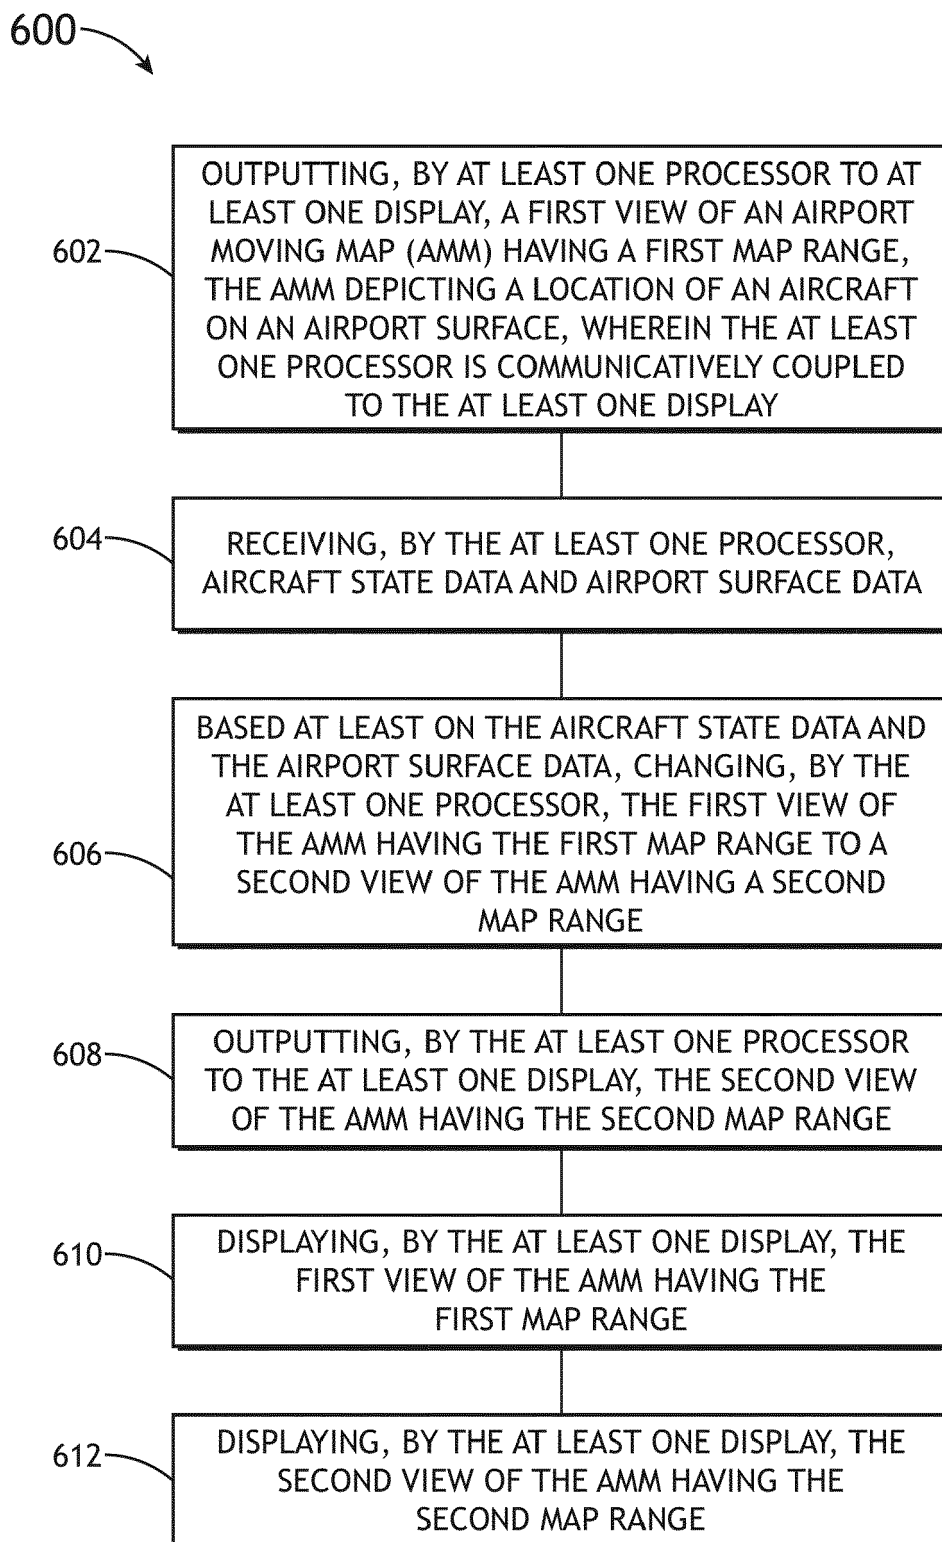 600
602
OUTPUTTING, BY AT LEAST ONE PROCESSOR TO AT
LEAST ONE DISPLAY, A FIRST VIEW OF AN AIRPORT
MOVING MAP (AMM) HAVING A FIRST MAP RANGE,
THE AMM DEPICTING A LOCATION OF AN AIRCRAFT
ON AN AIRPORT SURFACE, WHEREIN THE AT LEAST
ONE PROCESSOR IS COMMUNICATIVELY COUPLED
TO THE AT LEAST ONE DISPLAY
604
RECEIVING, BY THE AT LEAST ONE PROCESSOR,
AIRCRAFT STATE DATA AND AIRPORT SURFACE DATA
606
BASED AT LEAST ON THE AIRCRAFT STATE DATA AND
THE AIRPORT SURFACE DATA, CHANGING, BY THE
AT LEAST ONE PROCESSOR, THE FIRST VIEW OF
THE AMM HAVING THE FIRST MAP RANGE TO A
SECOND VIEW OF THE AMM HAVING A SECOND
MAP RANGE
608
OUTPUTTING, BY THE AT LEAST ONE PROCESSOR
TO THE AT LEAST ONE DISPLAY, THE SECOND VIEW
OF THE AMM HAVING THE SECOND MAP RANGE
610
DISPLAYING, BY THE AT LEAST ONE DISPLAY, THE
FIRST VIEW OF THE AMM HAVING THE
FIRST MAP RANGE
612
DISPLAYING, BY THE AT LEAST ONE DISPLAY, THE
SECOND VIEW OF THE AMM HAVING THE
SECOND MAP RANGE